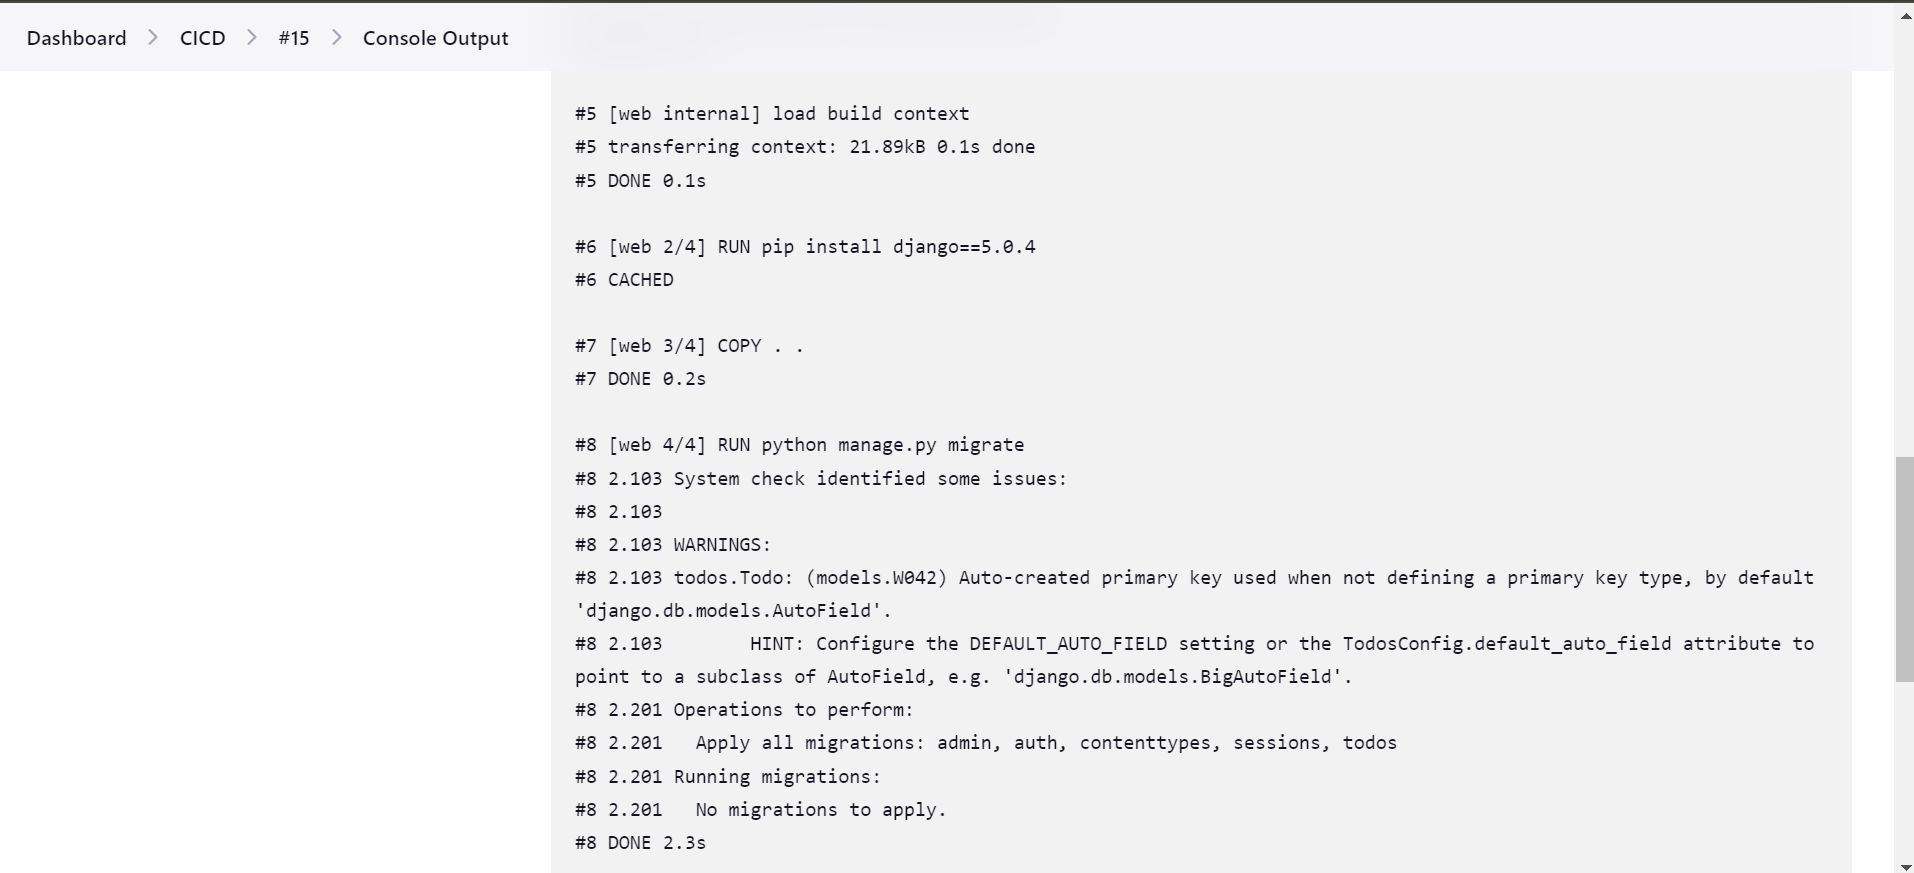 Dashboard > CICD > #15 > Console Output
#5 [web internal] load build context
#5 transferring context: 21.89kB 0.1s done
#5 DONE 0.1s
#6 [web 2/4] RUN pip install django==5.0.4
#6 CACHED
#7 [web 3/4] COPY . .
#7 DONE 0.2s
#8 [web 4/4] RUN python manage.py migrate
#8 2.103 System check identified some issues:
#8 2.103
#8 2.103 WARNINGS:
#8 2.103 todos.Todo: (models.W042) Auto-created primary key used when not defining a primary key type, by default
'django.db.models.AutoField'.
#8 2.103        HINT: Configure the DEFAULT_AUTO_FIELD setting or the TodosConfig.default_auto_field attribute to
point to a subclass of AutoField, e.g. 'django.db.models.BigAutoField'.
#8 2.201 Operations to perform:
#8 2.201   Apply all migrations: admin, auth, contenttypes, sessions, todos
#8 2.201 Running migrations:
#8 2.201   No migrations to apply.
#8 DONE 2.3s